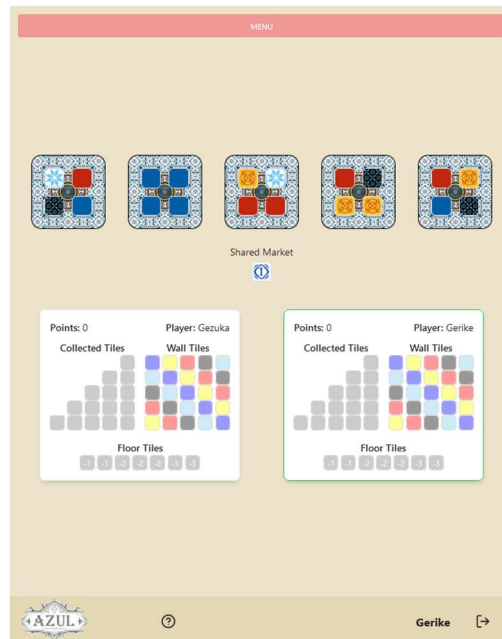 MENU
Shared Market
1
Points: 0 Player: Gezuka
Collected Tiles Wall Tiles
Floor Tiles
-1 -1 -2 -2 -2 -3 -3
Points: 0 Player: Gerike
Collected Tiles Wall Tiles
Floor Tiles
-1 -1 -2 -2 -2 -3 -3
AZUL ? Gerike